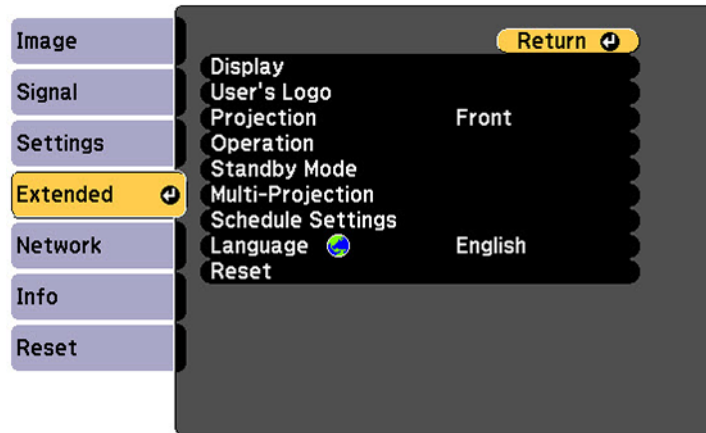 Image
Signal
Settings
Extended
Network
Info
Reset
Return
Display
User's Logo
Projection Front
Operation
Standby Mode
Multi-Projection
Schedule Settings
Language English
Reset